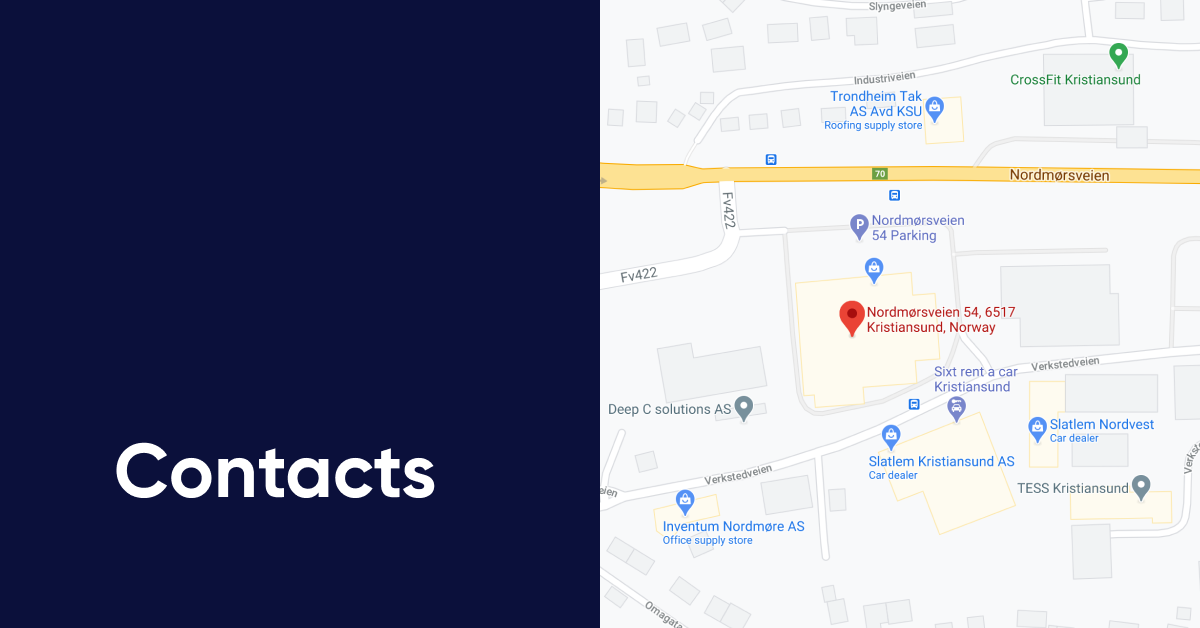 Contacts
Slyngeveien
Industriveien
CrossFit Kristiansund
Trondheim Tak
AS Avd KSU
Roofing supply store
70
Nordmørsveien
Fv422
P
Nordmørsveien
54 Parking
Fv422
Nordmørsveien 54, 6517
Kristiansund, Norway
Verkstedveien
Sixt rent a car
Kristiansund
Deep C solutions AS
Slatlem Nordvest
Car dealer
Slatlem Kristiansund AS
Car dealer
Verkstedveien
TESS Kristiansund
Inventum Nordmøre AS
Office supply store